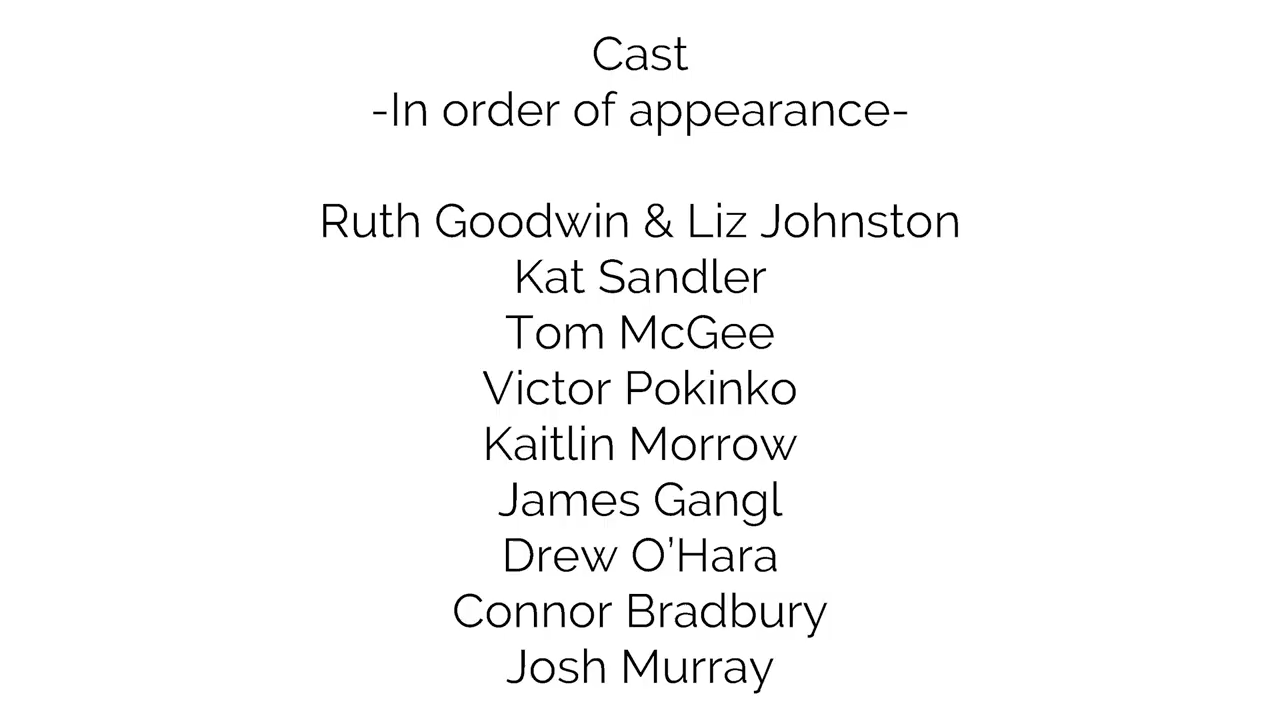 Cast
-In order of appearance-
Ruth Goodwin & Liz Johnston
Kat Sandler
Tom McGee
Victor Pokinko
Kaitlin Morrow
James Gangl
Drew O’Hara
Connor Bradbury
Josh Murray